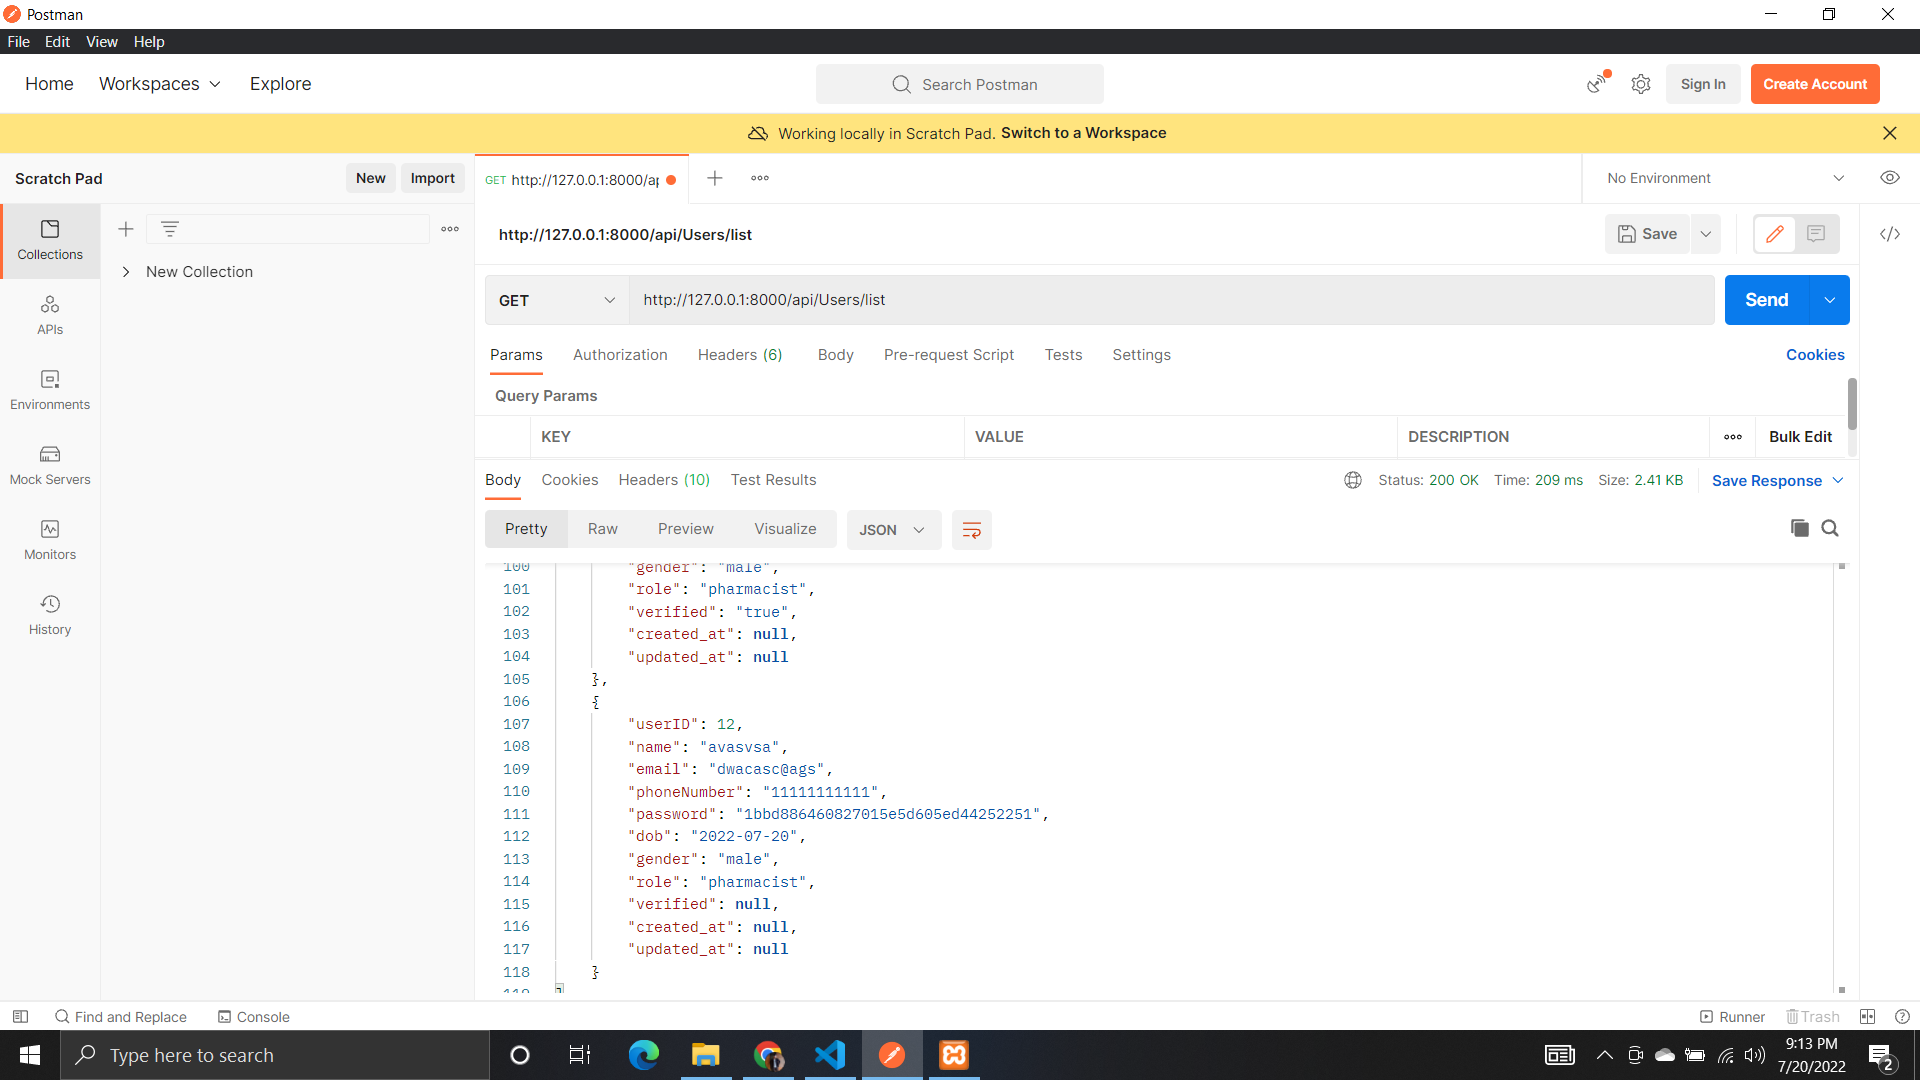 Postman
File Edit View Help
Home Workspaces Explore
Search Postman
Sign In
Create Account
Working locally in Scratch Pad. Switch to a Workspace
Scratch Pad
New
Import
GET http://127.0.0.1:8000/ap
No Environment
Collections
New Collection
APIs
Environments
Mock Servers
Monitors
History
http://127.0.0.1:8000/api/Users/list
Save
GET
http://127.0.0.1:8000/api/Users/list
Send
Params Authorization Headers (6) Body Pre-request Script Tests Settings
Cookies
Query Params
KEY VALUE DESCRIPTION
Bulk Edit
Body Cookies Headers (10) Test Results
Status: 200 OK Time: 209 ms Size: 2.41 KB
Save Response
Pretty Raw Preview Visualize JSON
100 "gender": "male",
101 "role": "pharmacist",
102 "verified": "true",
103 "created_at": null,
104 "updated_at": null
105 },
106 {
107 "userID": 12,
108 "name": "avasvsa",
109 "email": "dwacasc@ags",
110 "phoneNumber": "11111111111",
111 "password": "1bbd886460827015e5d605ed44252251",
112 "dob": "2022-07-20",
113 "gender": "male",
114 "role": "pharmacist",
115 "verified": null,
116 "created_at": null,
117 "updated_at": null
118 }
119 ]
Find and Replace Console
Runner Trash
Type here to search
9:13 PM
7/20/2022
2